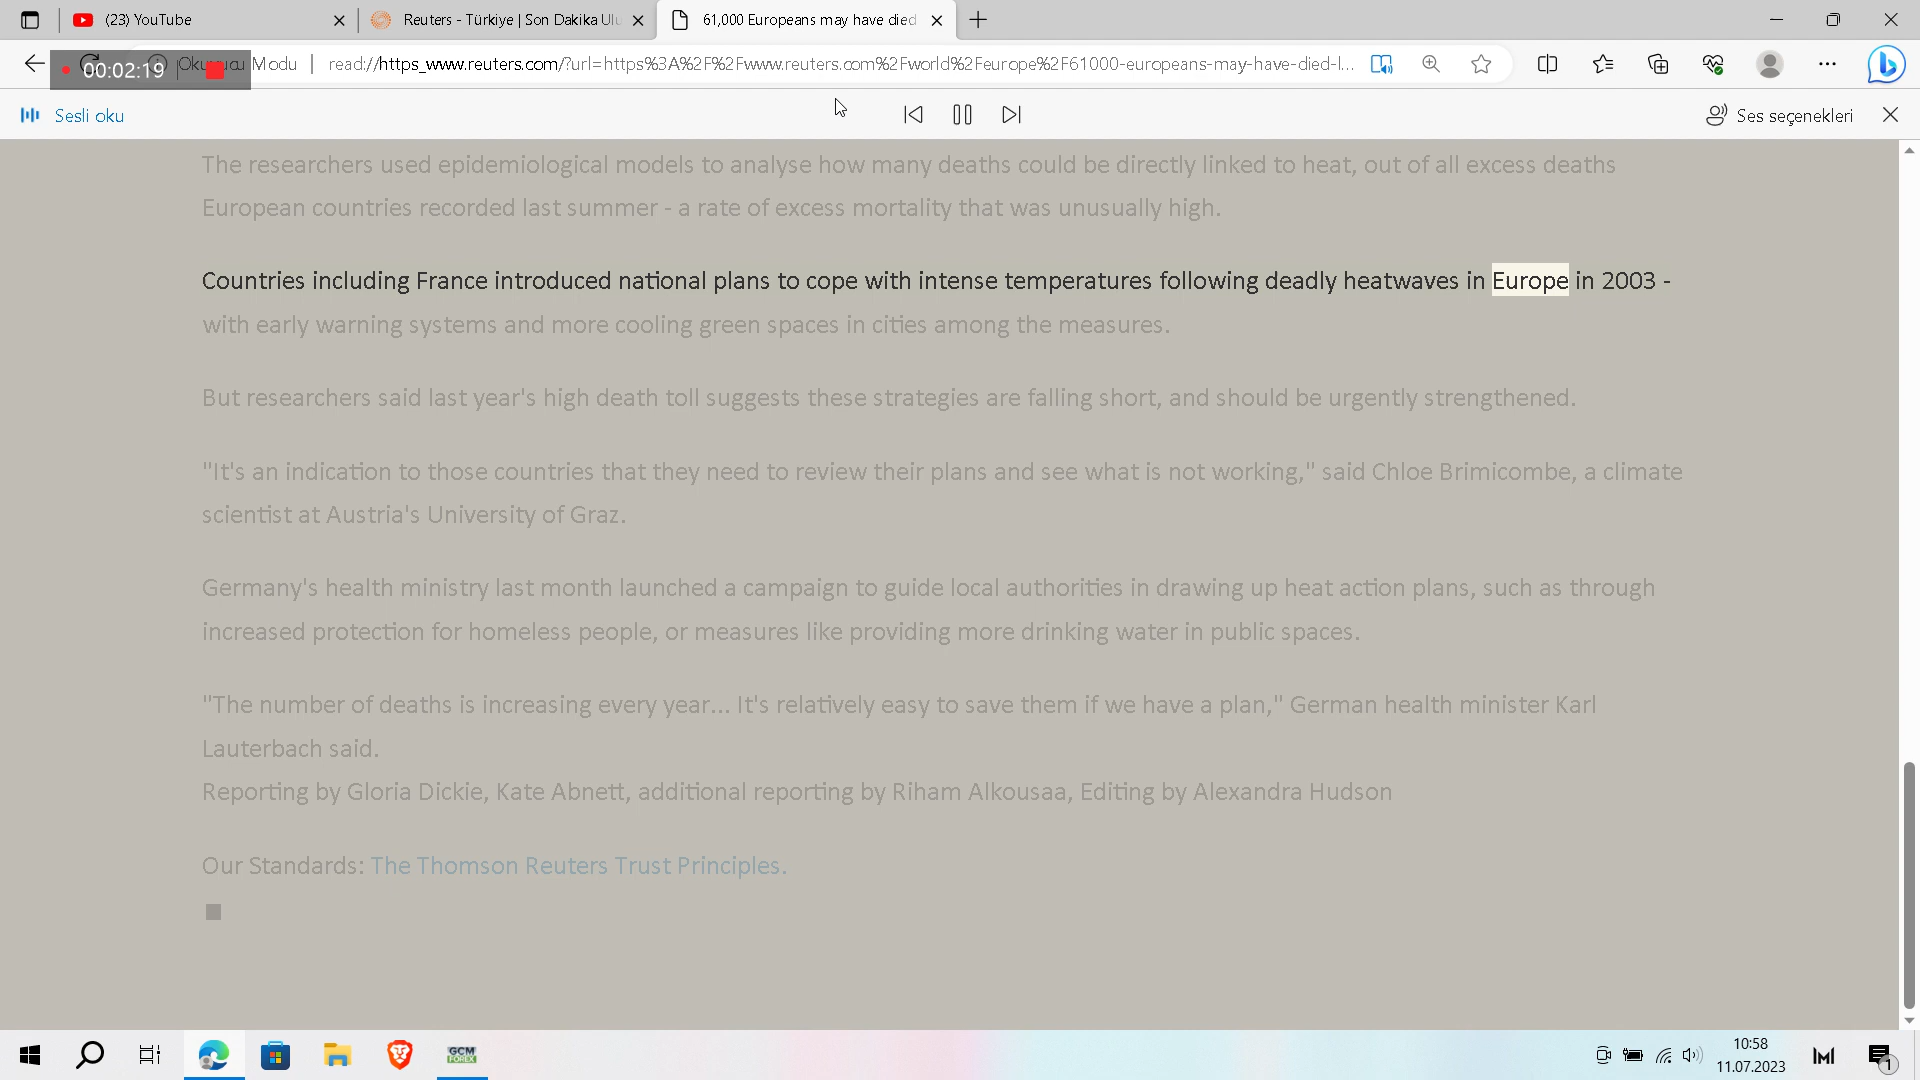 (23) YouTube
Reuters - Türkiye | Son Dakika Ulu
61,000 Europeans may have died
00:02:19
Okuyucu Modu
read://https_www.reuters.com/?url=https%3A%2F%2Fwww.reuters.com%2Fworld%2Feurope%2F61000-europeans-may-have-died-l...
Sesli oku
Ses seçenekleri
The researchers used epidemiological models to analyse how many deaths could be directly linked to heat, out of all excess deaths
European countries recorded last summer - a rate of excess mortality that was unusually high.
Countries including France introduced national plans to cope with intense temperatures following deadly heatwaves in Europe in 2003 -
with early warning systems and more cooling green spaces in cities among the measures.
But researchers said last year's high death toll suggests these strategies are falling short, and should be urgently strengthened.
"It's an indication to those countries that they need to review their plans and see what is not working," said Chloe Brimicombe, a climate
scientist at Austria's University of Graz.
Germany's health ministry last month launched a campaign to guide local authorities in drawing up heat action plans, such as through
increased protection for homeless people, or measures like providing more drinking water in public spaces.
"The number of deaths is increasing every year... It's relatively easy to save them if we have a plan," German health minister Karl
Lauterbach said.
Reporting by Gloria Dickie, Kate Abnett, additional reporting by Riham Alkousaa, Editing by Alexandra Hudson
Our Standards: The Thomson Reuters Trust Principles.
GCM
FOREX
10:58
11.07.2023
1